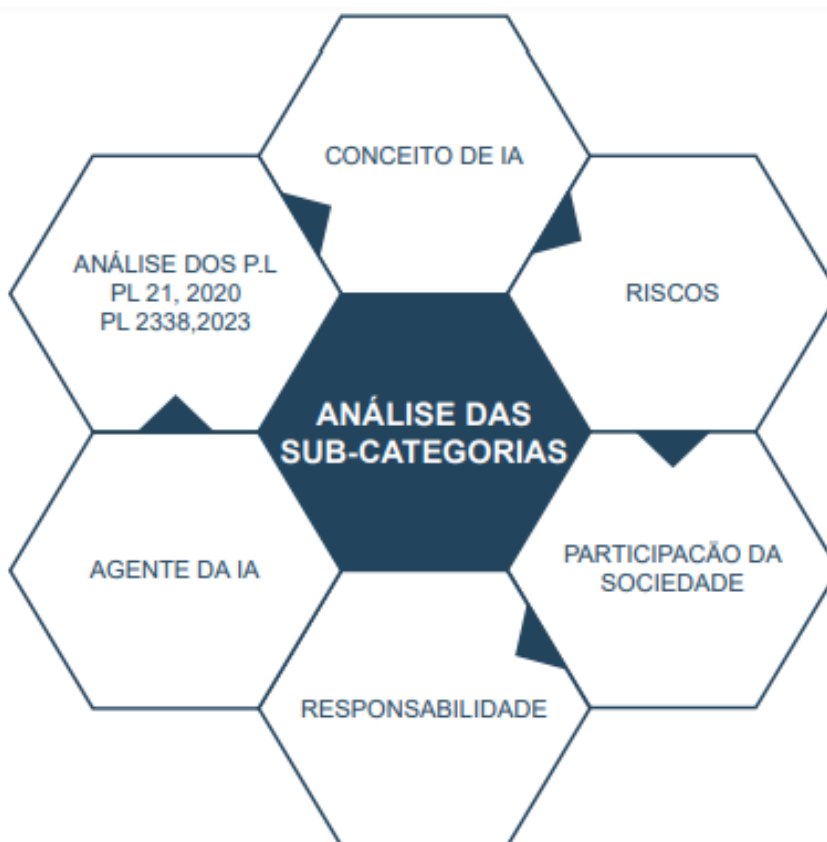 CONCEITO DE IA
ANÁLISE DOS P.L
PL 21, 2020
PL 2338,2023
RISCOS
ANÁLISE DAS
SUB-CATEGORIAS
AGENTE DA IA
PARTICIPACÃO DA
SOCIEDADE
RESPONSABILIDADE